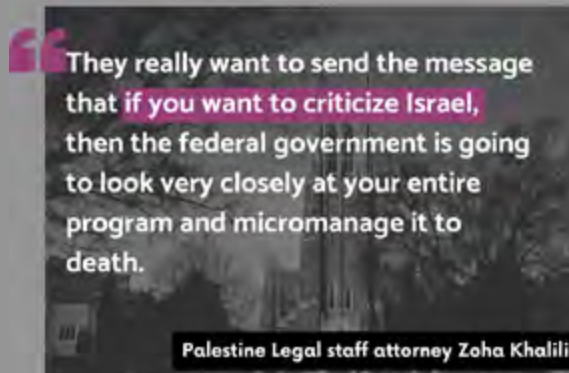 “They really want to send the message
that if you want to criticize Israel,
then the federal government is going
to look very closely at your entire
program and micromanage it to
death.
Palestine Legal staff attorney Zoha Khalili